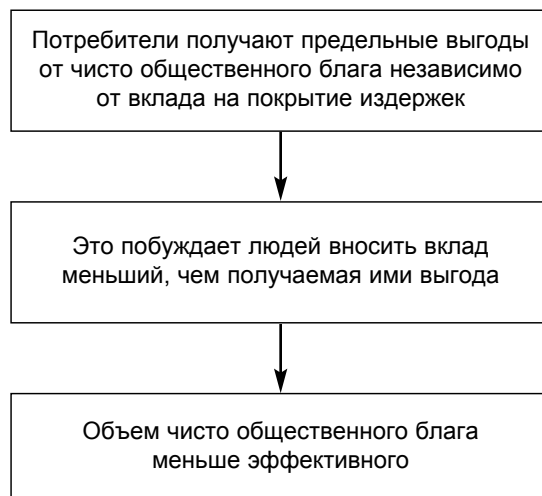 Потребители получают предельные выгоды
от чисто общественного блага независимо
от вклада на покрытие издержек
Это побуждает людей вносить вклад
меньший, чем получаемая ими выгода
Объем чисто общественного блага
меньше эффективного